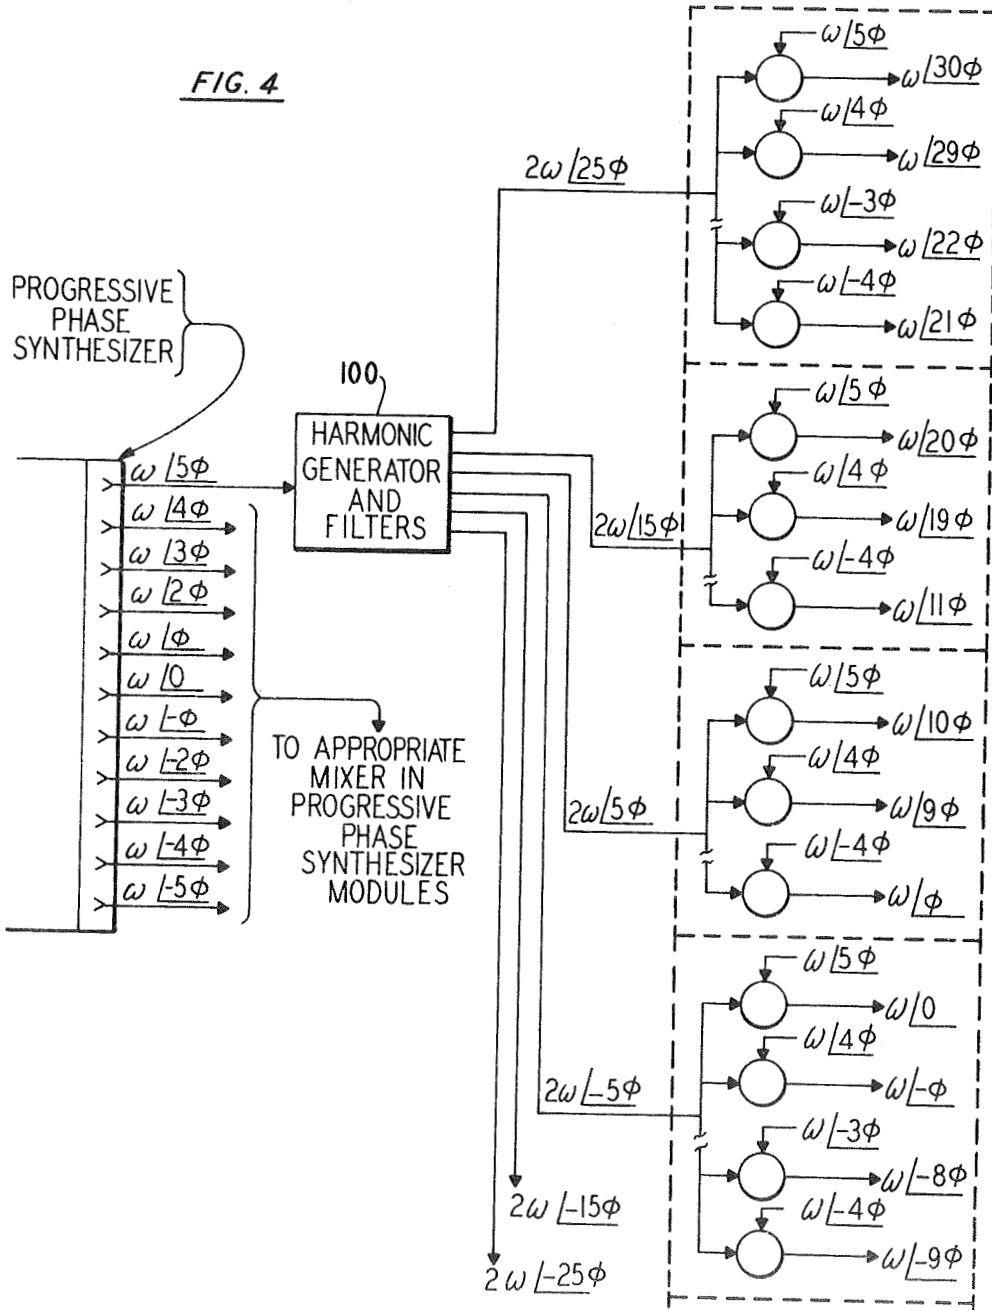 FIG. 4
PROGRESSIVE
PHASE
SYNTHESIZER
100
HARMONIC
GENERATOR
AND
FILTERS
ω /5Φ
ω /4Φ
ω /3Φ
ω /2Φ
ω /Φ
ω /0
ω /-Φ
ω /-2Φ
ω /-3Φ
ω /-4Φ
ω /-5Φ
TO APPROPRIATE
MIXER IN
PROGRESSIVE
PHASE
SYNTHESIZER
MODULES
2ω /25Φ
ω/5Φ
ω/30Φ
ω/4Φ
ω/29Φ
ω/-3Φ
ω/22Φ
ω/-4Φ
ω/21Φ
2ω/15Φ
ω/5Φ
ω/20Φ
ω/4Φ
ω/19Φ
ω/-4Φ
ω/11Φ
2ω/5Φ
ω/5Φ
ω/10Φ
ω/4Φ
ω/9Φ
ω/-4Φ
ω/Φ
2ω/-5Φ
ω/5Φ
ω/0
ω/4Φ
ω/-Φ
ω/-3Φ
ω/-8Φ
ω/-4Φ
ω/-9Φ
2ω /-15Φ
2ω /-25Φ